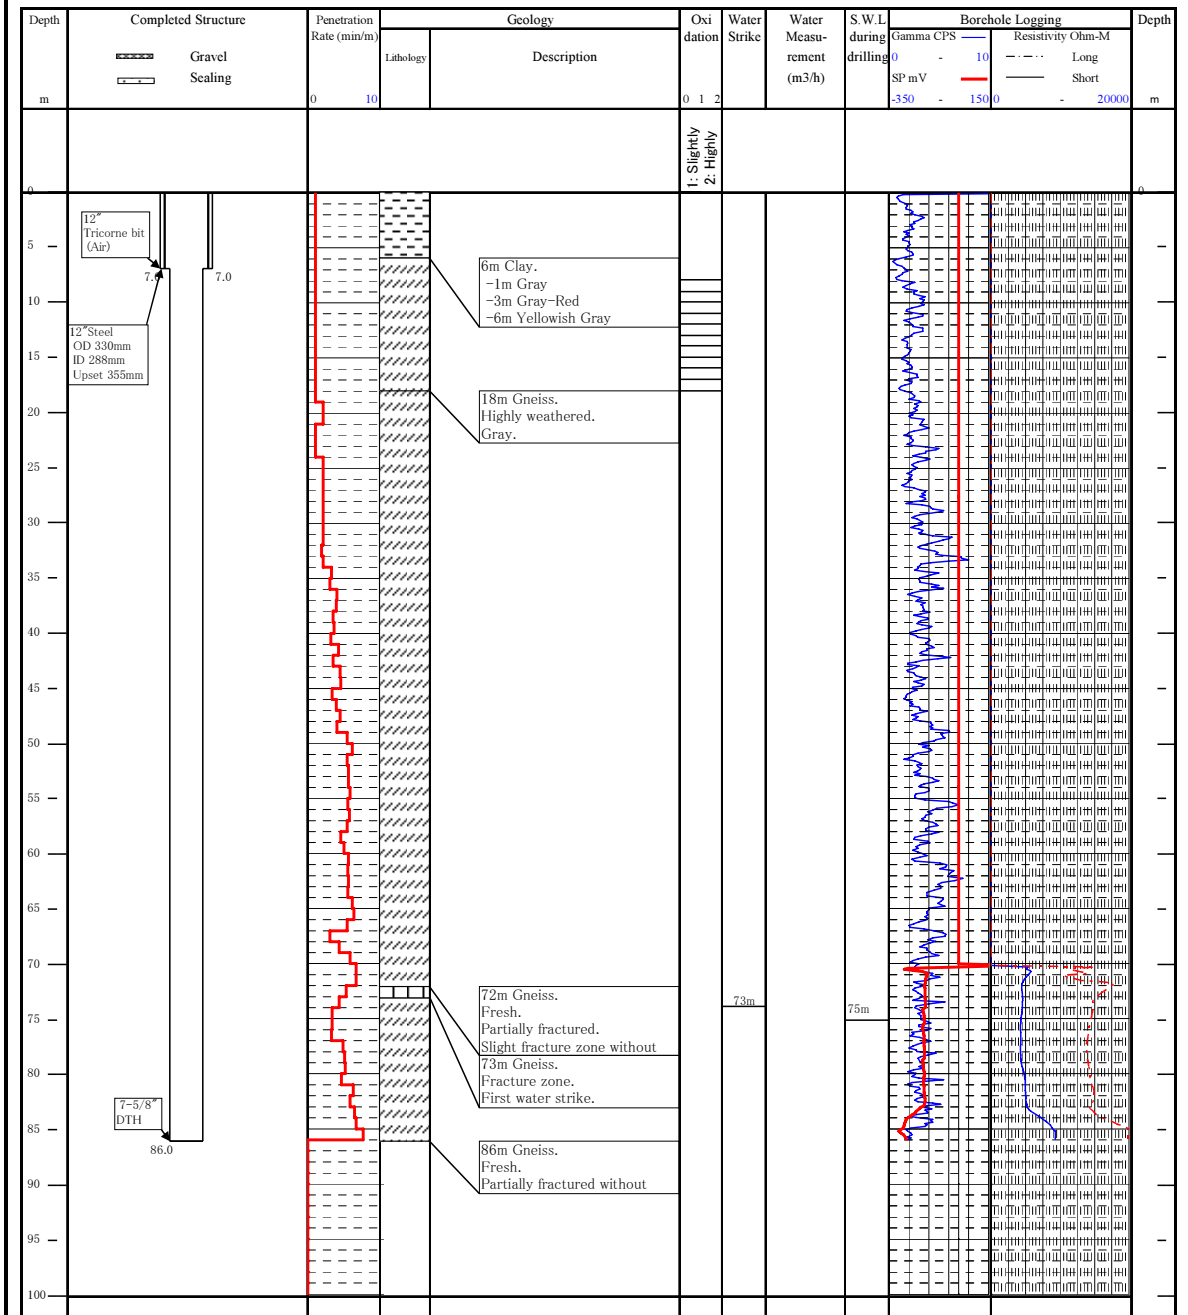 Depth
Completed Structure
Penetration
Rate (min/m)
Geology
Oxi
dation
Water
Strike
Water
Measu-
rement
(m3/h)
S.W.L
during
drilling
Borehole Logging
Depth
Gravel
Sealing
Lithology
Description
Gamma CPS
0 - 10
SP mV
-350 - 150
Resistivity Ohm-M
Long
Short
0 - 20000
m
0 10
0 1 2
m
1: Slightly
2: Highly
0
0
12"
Tricorne bit
(Air)
5
7.0
7.0
6m Clay.
-1m Gray
-3m Gray-Red
-6m Yellowish Gray
10
12"Steel
OD 330mm
ID 288mm
Upset 355mm
15
18m Gneiss.
Highly weathered.
Gray.
20
25
30
35
40
45
50
55
60
65
70
72m Gneiss.
Fresh.
Partially fractured.
Slight fracture zone without
73m
75m
75
73m Gneiss.
Fracture zone.
First water strike.
80
7-5/8"
DTH
85
86.0
86m Gneiss.
Fresh.
Partially fractured without
90
95
100